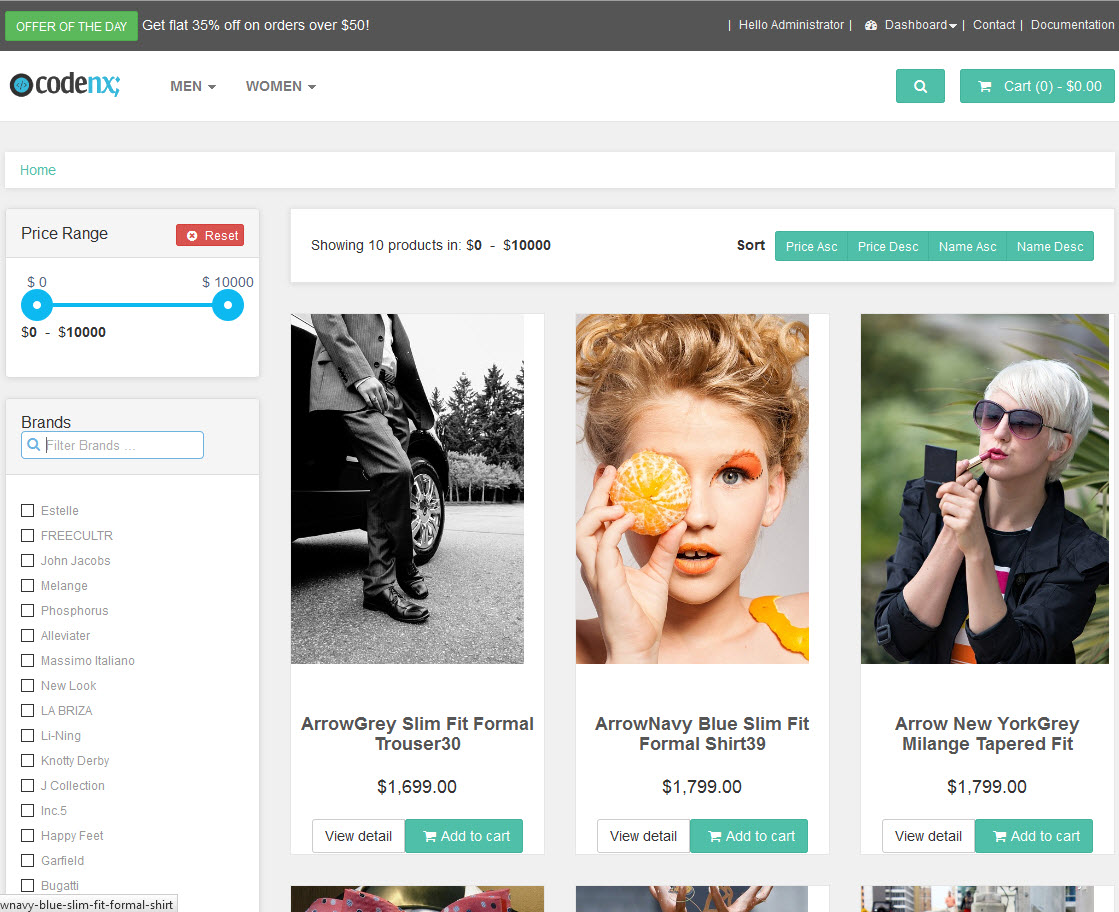 OFFER OF THE DAY Get flat 35% off on orders over $50! | Hello Administrator | Dashboard | Contact | Documentation
codenx; MEN WOMEN Cart (0) - $0.00
Home
Price Range Reset
$ 0 $ 10000
$0 - $10000
Showing 10 products in: $0 - $10000 Sort Price Asc Price Desc Name Asc Name Desc
Brands
Filter Brands ...
Estelle
FREECULTR
John Jacobs
Melange
Phosphorus
Alleviater
Massimo Italiano
New Look
LA BRIZA
Li-Ning
Knotty Derby
J Collection
Inc.5
Happy Feet
Garfield
Bugatti
ArrowGrey Slim Fit Formal
Trouser30
$1,699.00
View detail Add to cart
ArrowNavy Blue Slim Fit
Formal Shirt39
$1,799.00
View detail Add to cart
Arrow New YorkGrey
Milange Tapered Fit
$1,799.00
View detail Add to cart
wnavy-blue-slim-fit-formal-shirt